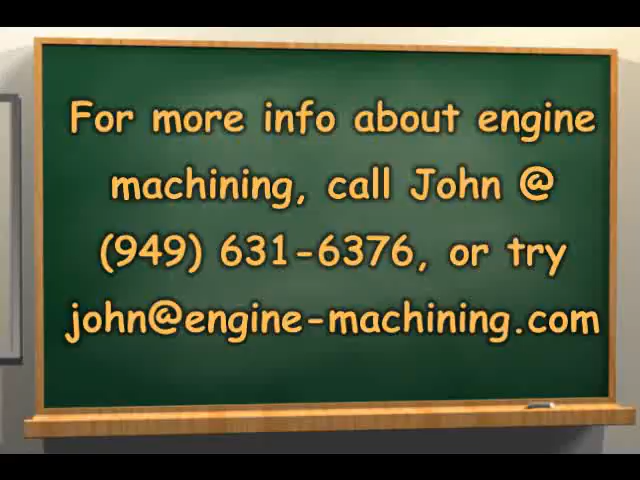 For more info about engine
machining, call John @
(949) 631-6376, or try
john@engine-machining.com